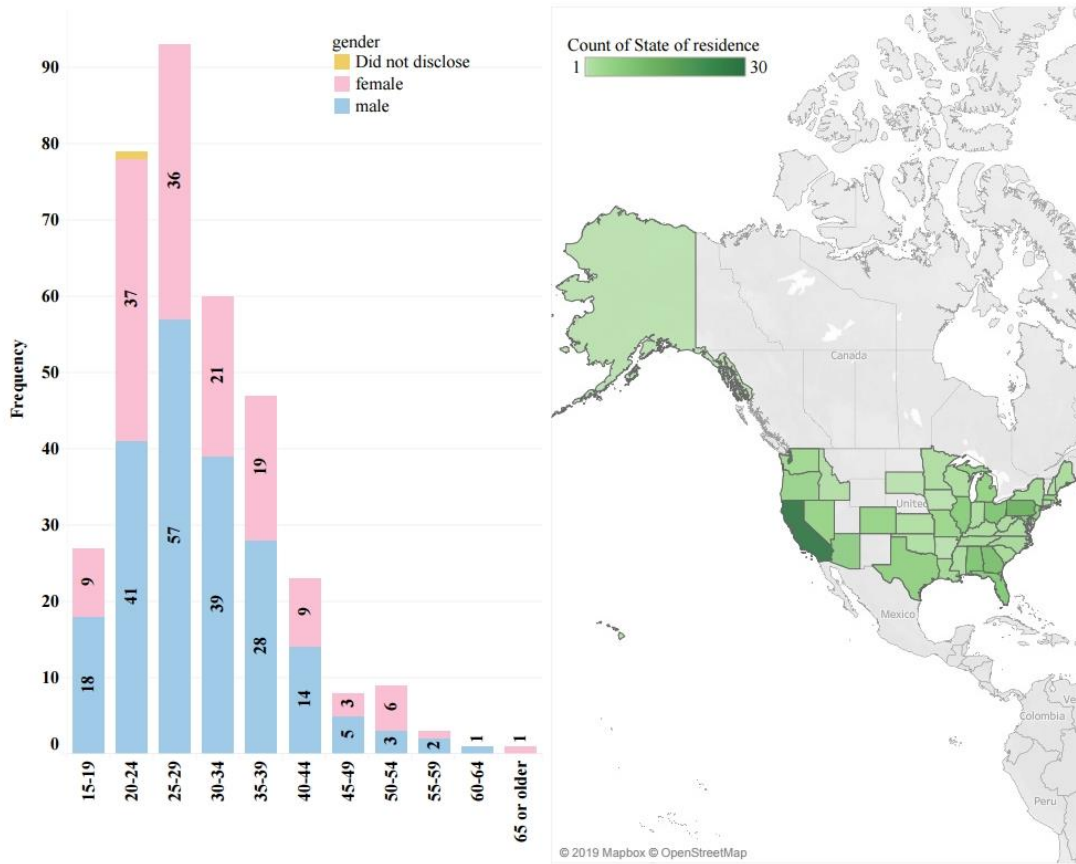 gender
Did not disclose
female
male
Frequency
90
80
70
60
50
40
30
20
10
0
9
18
37
41
36
57
21
39
19
28
9
14
3
5
6
3
2
1
1
15-19
20-24
25-29
30-34
35-39
40-44
45-49
50-54
55-59
60-64
65 or older
Count of State of residence
1 30
Canada
United
Mexico
Ve
Colombia
Peru
© 2019 Mapbox © OpenStreetMap